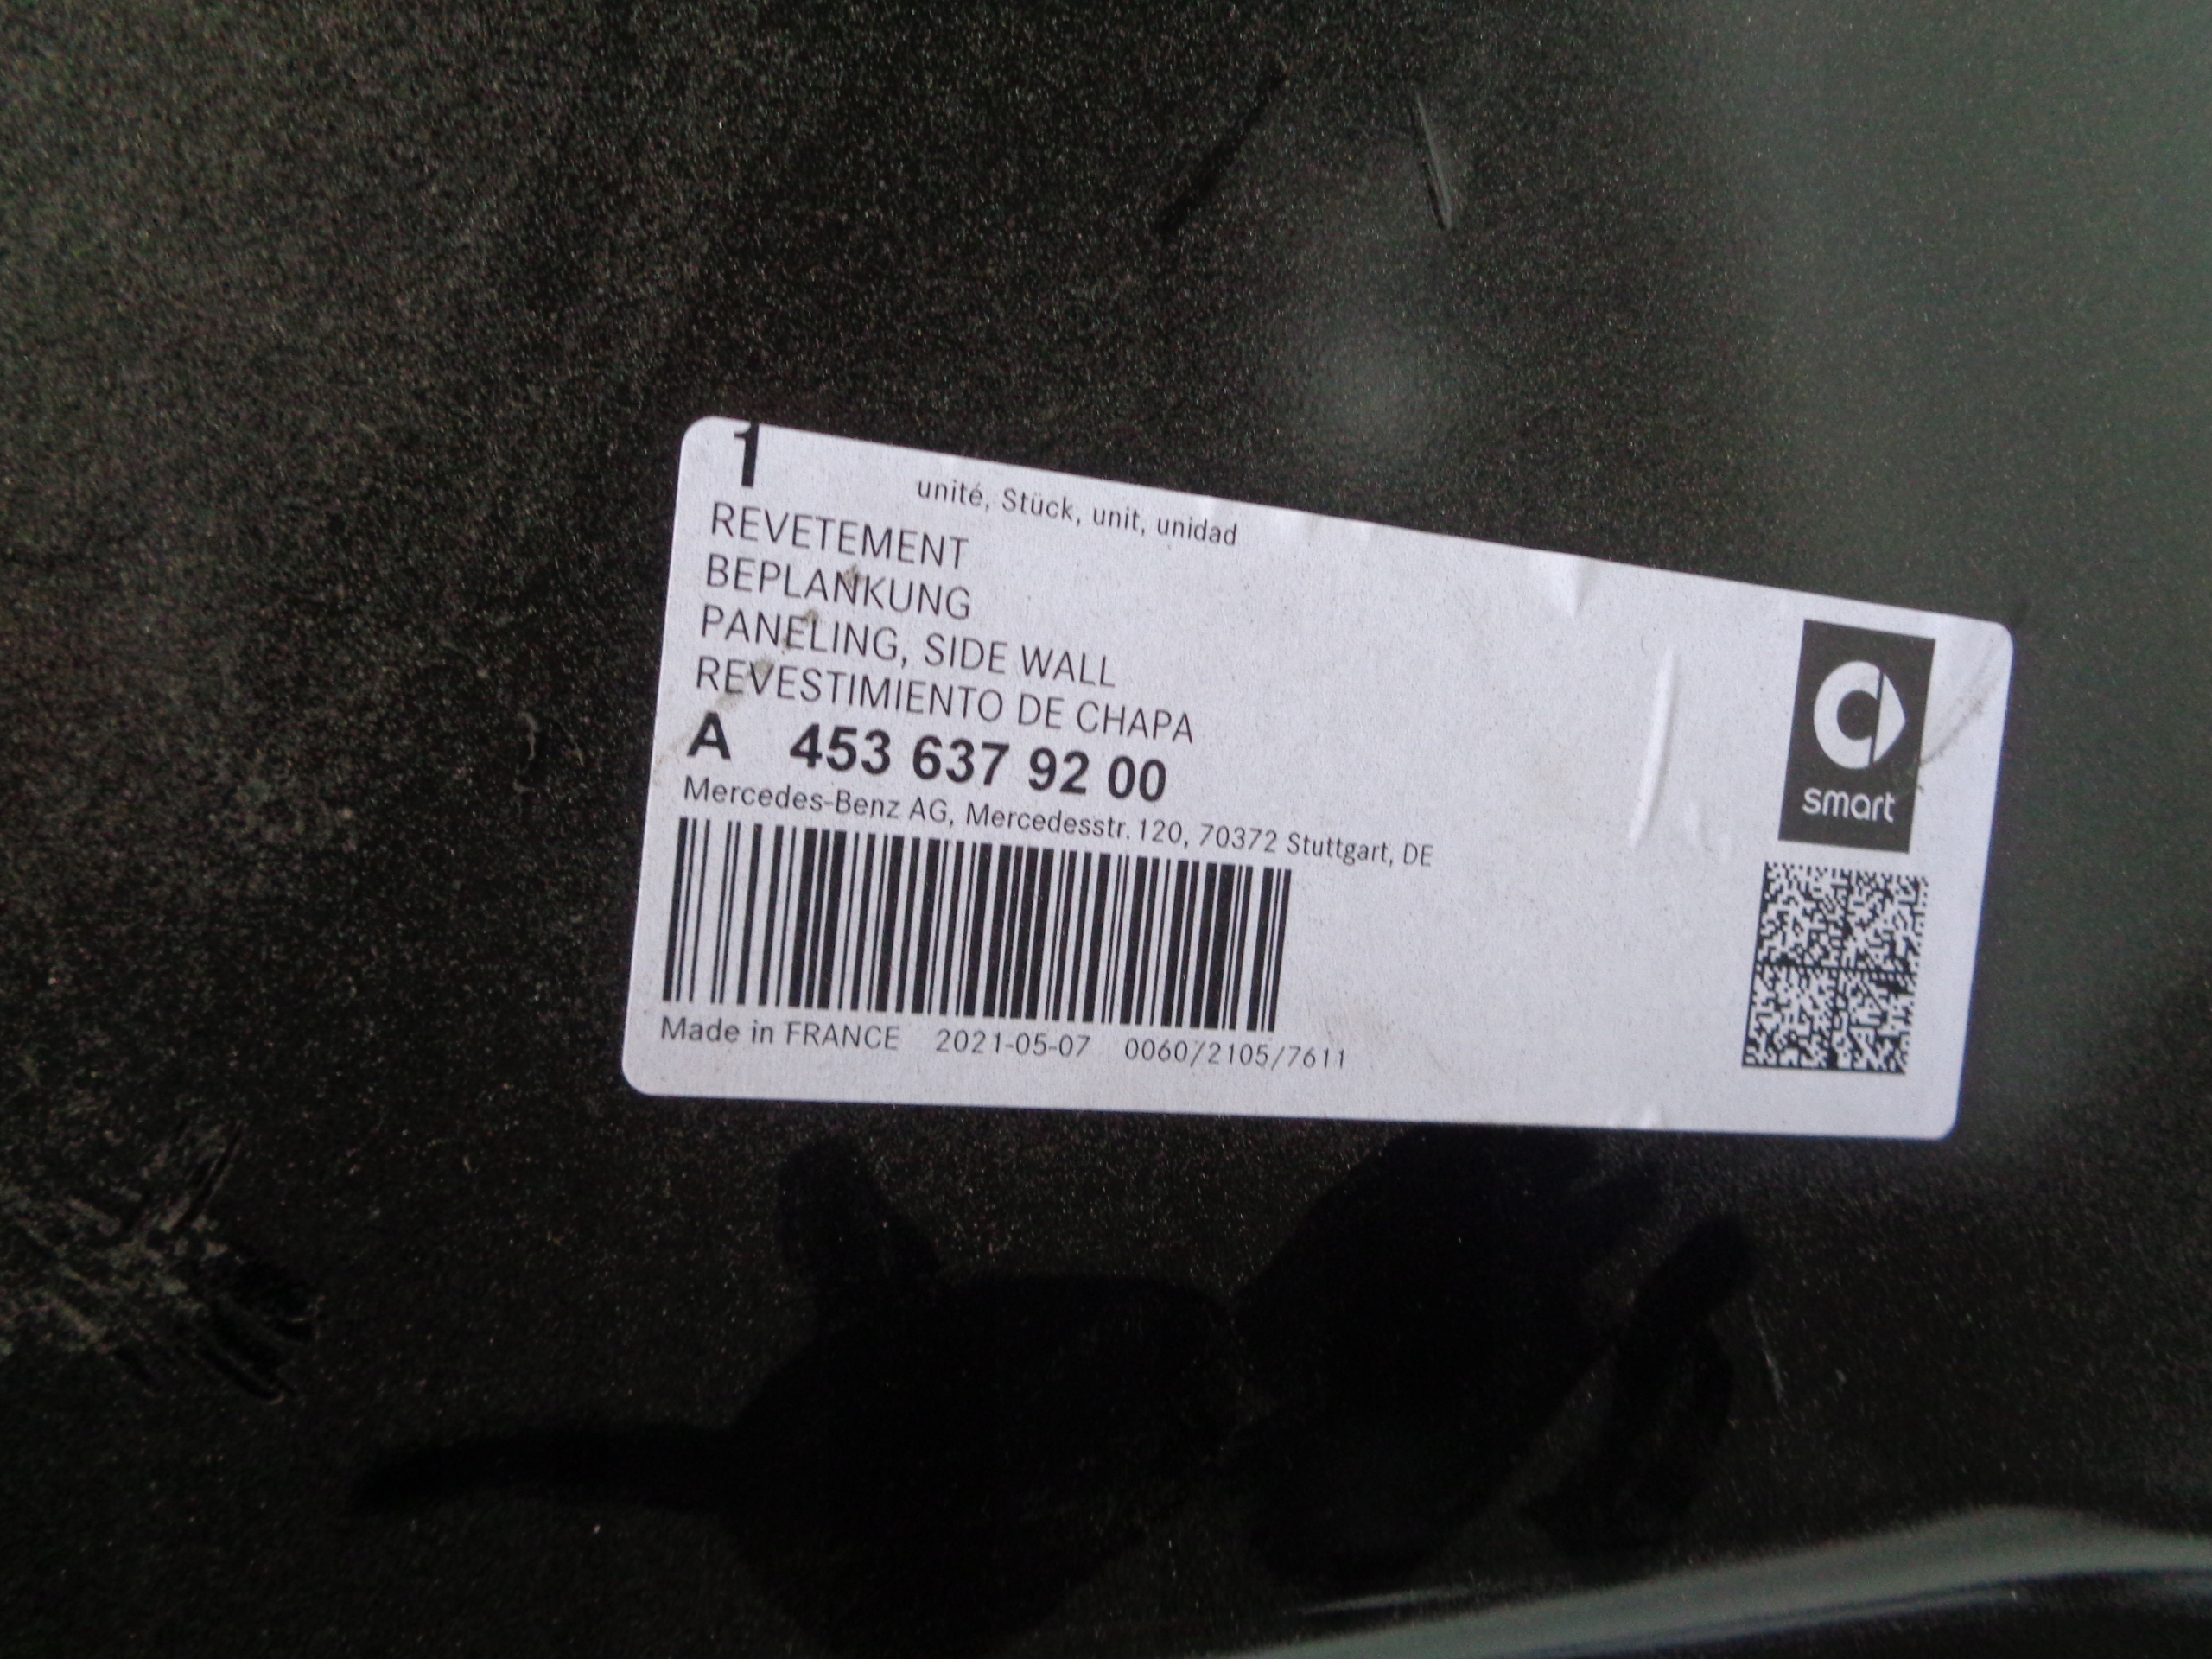 1 unité, Stück, unit, unidad
REVETEMENT
BEPLANKUNG
PANELING, SIDE WALL
REVESTIMIENTO DE CHAPA
A 453 637 92 00
Mercedes-Benz AG, Mercedesstr. 120, 70372 Stuttgart, DE
Made in FRANCE 2021-05-07 0060/2105/7611
smart